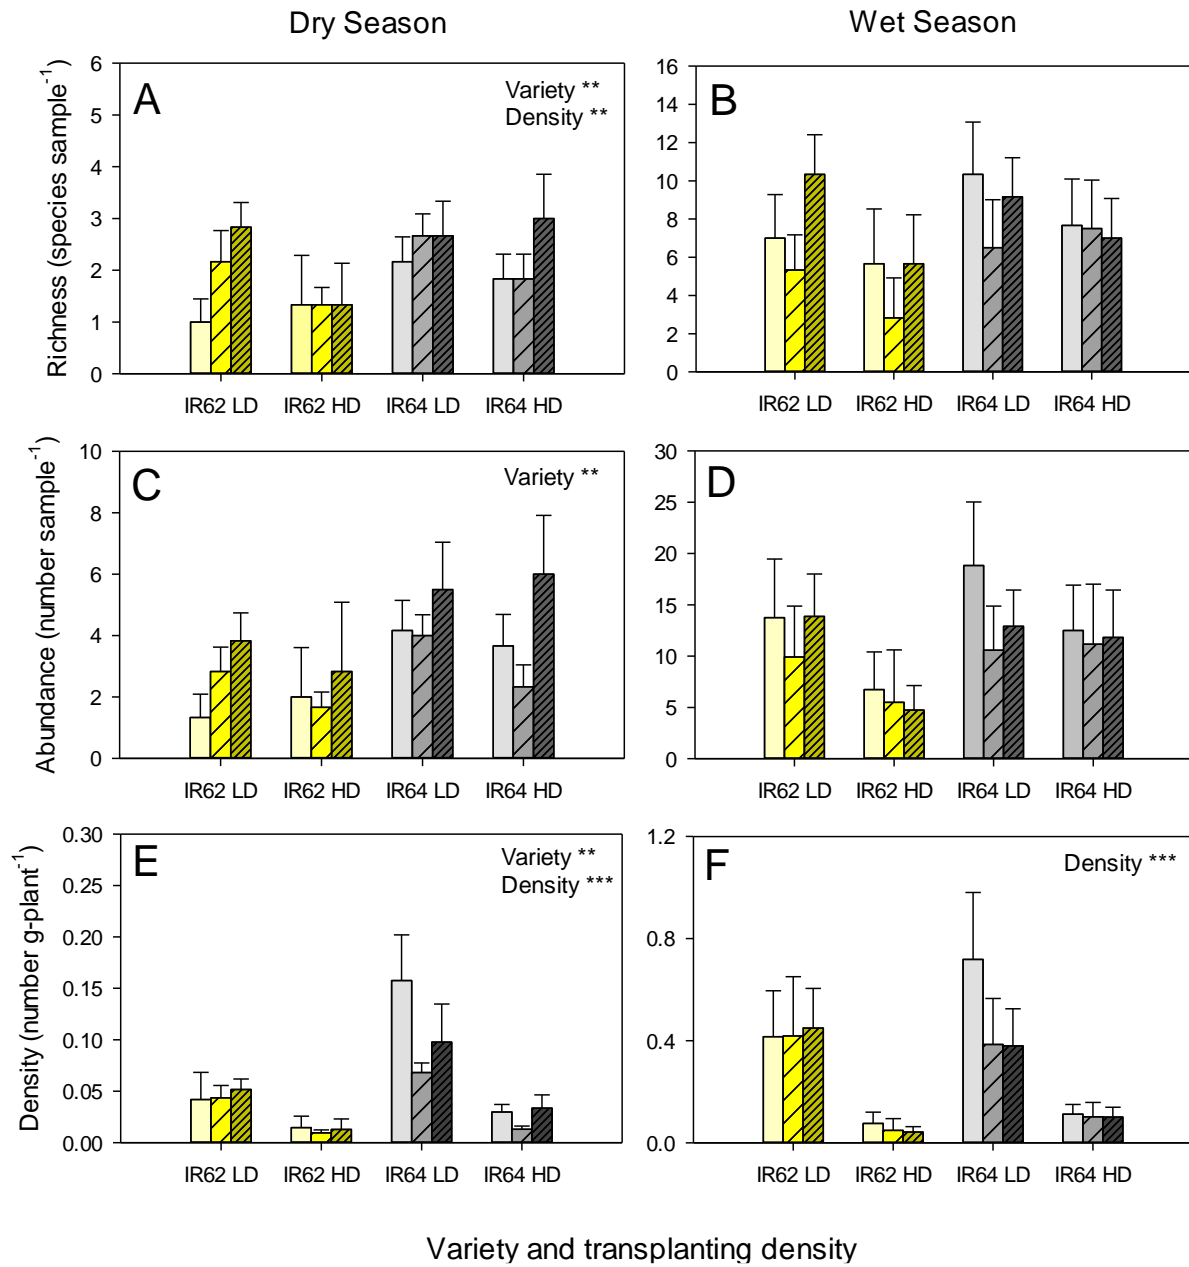 Dry Season
Wet Season
Richness (species sample-1)
6
5
4
3
2
1
0
A
Variety **
Density **
IR62 LD IR62 HD IR64 LD IR64 HD
16
14
12
10
8
6
4
2
0
B
IR62 LD IR62 HD IR64 LD IR64 HD
Abundance (number sample-1)
10
8
6
4
2
0
C
Variety **
IR62 LD IR62 HD IR64 LD IR64 HD
30
25
20
15
10
5
0
D
IR62 LD IR62 HD IR64 LD IR64 HD
Density (number g-plant-1)
0.30
0.25
0.20
0.15
0.10
0.05
0.00
E
Variety **
Density ***
IR62 LD IR62 HD IR64 LD IR64 HD
1.2
0.8
0.4
0.0
F
Density ***
IR62 LD IR62 HD IR64 LD IR64 HD
Variety and transplanting density